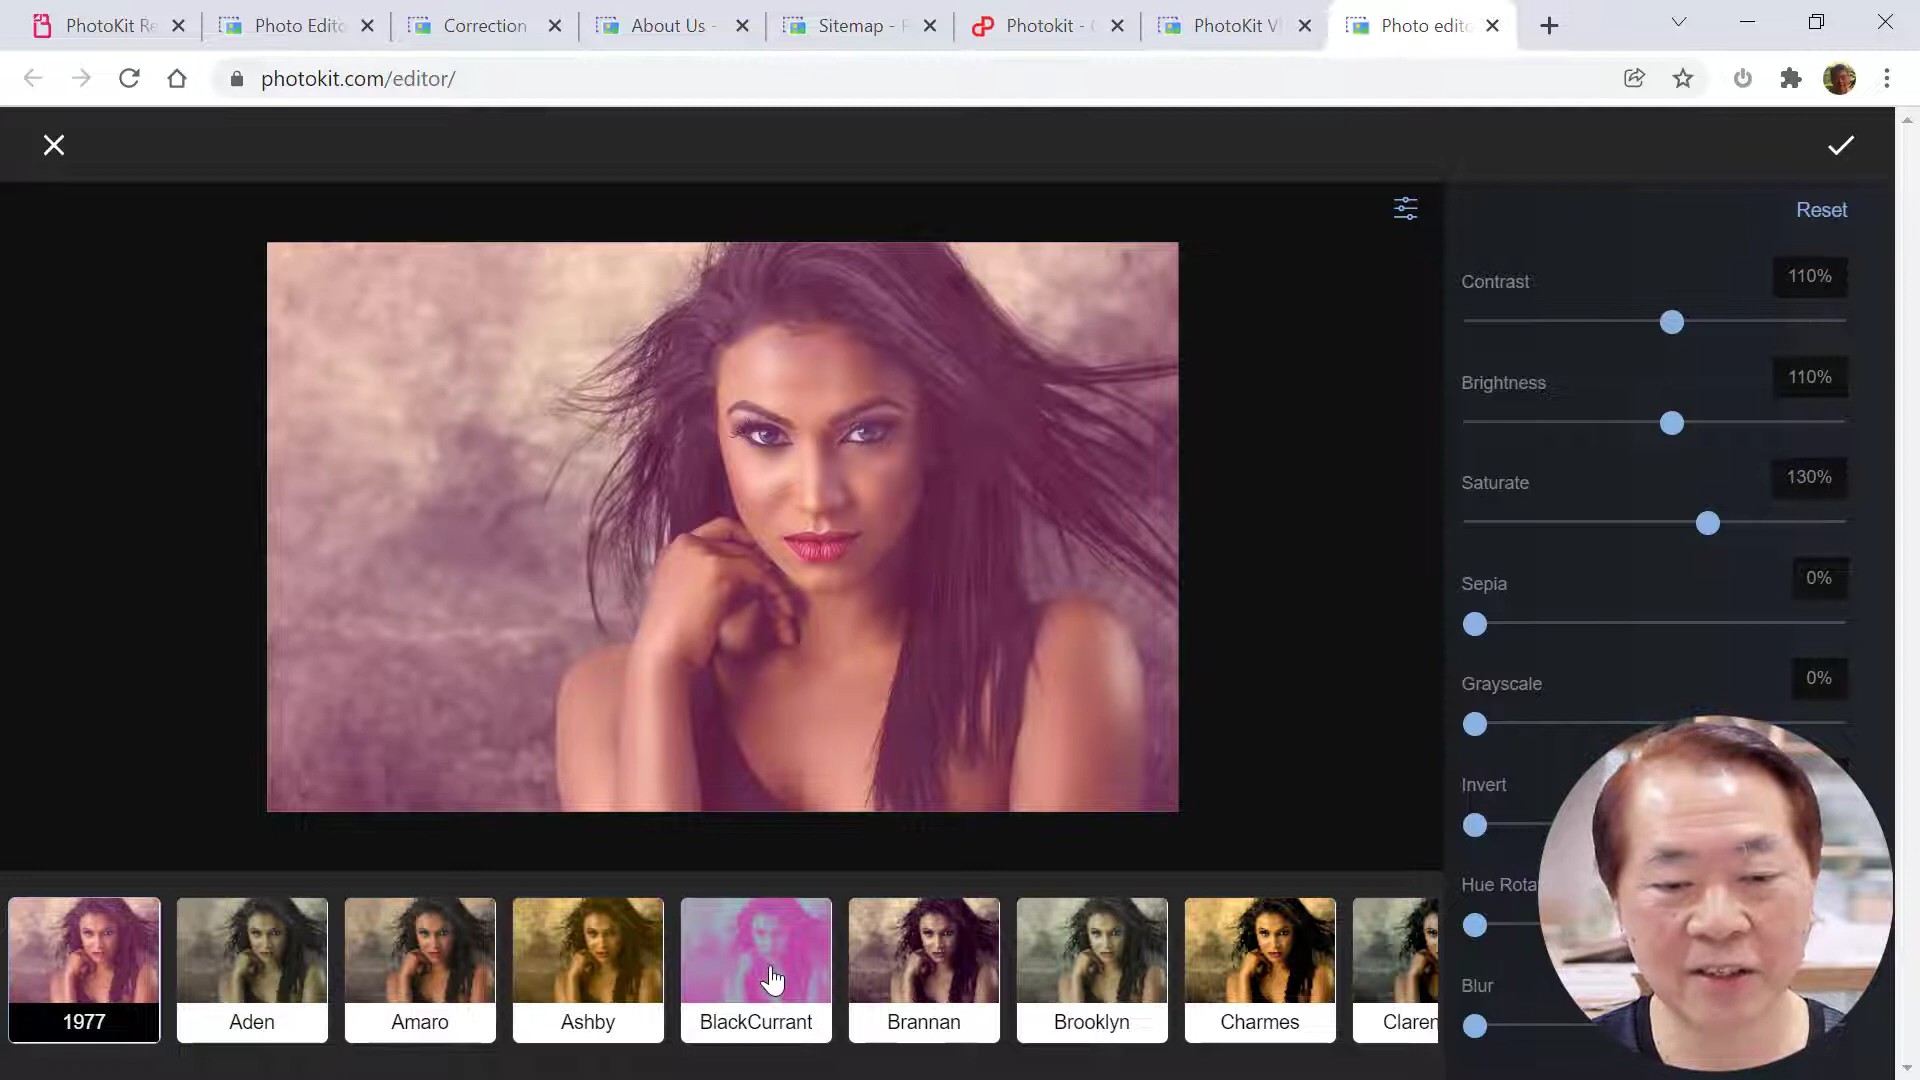 PhotoKit Re
Photo Edito
Correction
About Us -
Sitemap - F
Photokit - C
PhotoKit VI
Photo edito
photokit.com/editor/
Reset
Contrast
110%
Brightness
110%
Saturate
130%
Sepia
0%
Grayscale
0%
Invert
Hue Rota
Blur
1977
Aden
Amaro
Ashby
BlackCurrant
Brannan
Brooklyn
Charmes
Claren